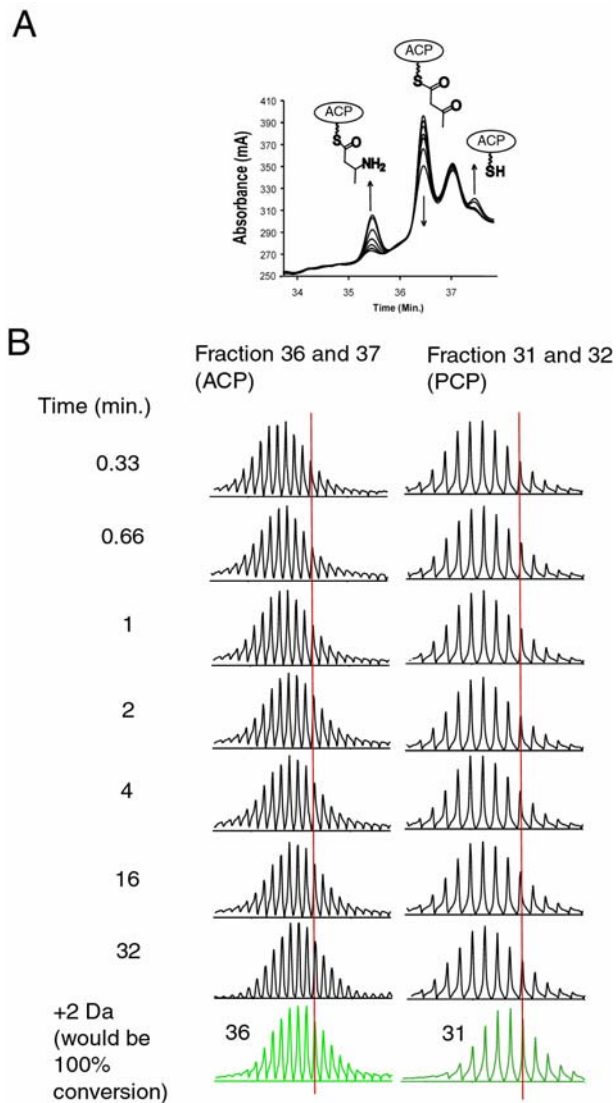 A
ACP
S
O
O
ACP
S
O
NH2
ACP
SH
Absorbance (mA)
410
390
370
350
330
310
290
270
250
34
35
36
37
Time (Min.)
B
Fraction 36 and 37
(ACP)
Fraction 31 and 32
(PCP)
Time (min.)
0.33
0.66
1
2
4
16
32
+2 Da
(would be
100%
conversion)
36
31